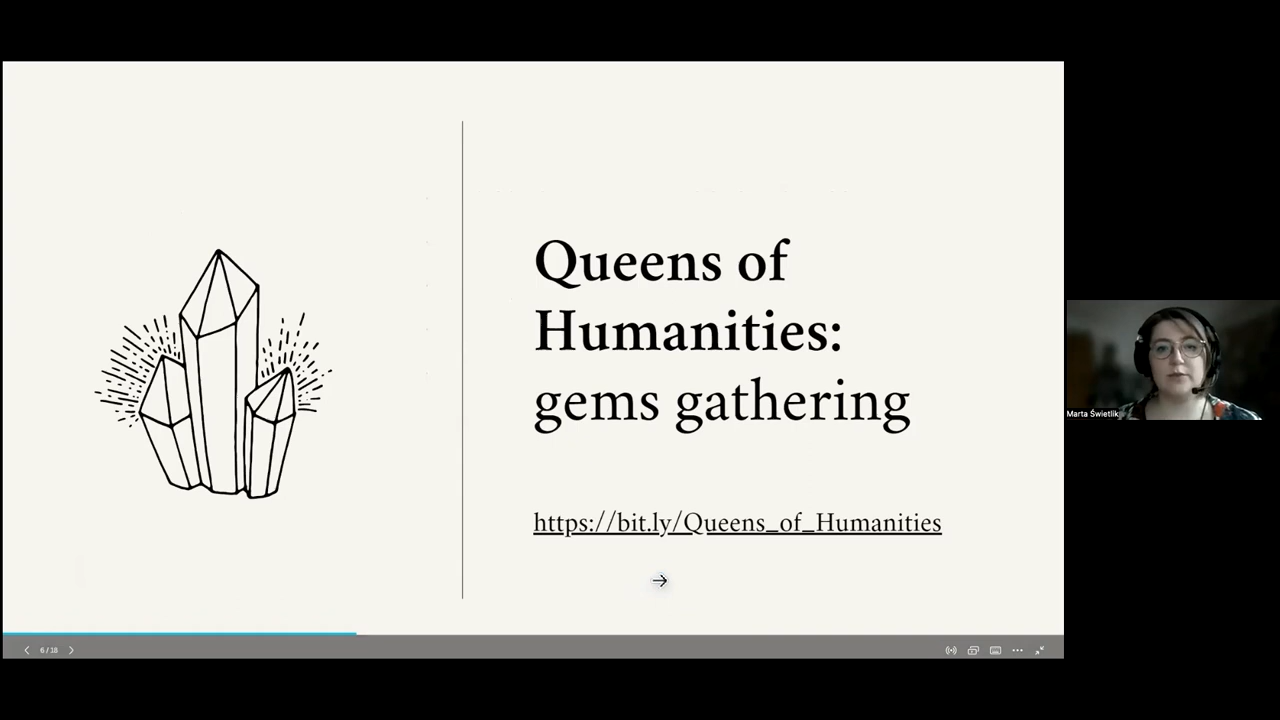 Queens of
Humanities:
gems gathering
https://bit.ly/Queens_of_Humanities
Marta Świetlik
6 / 18